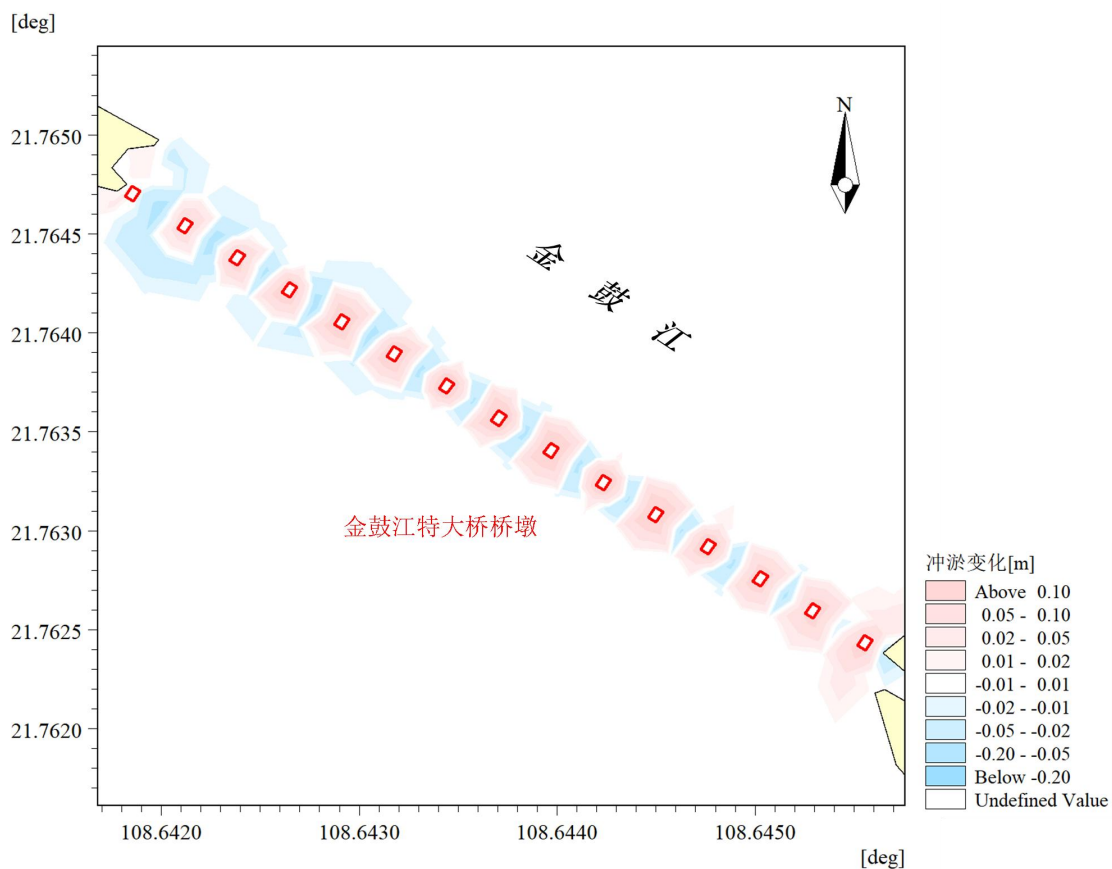 [deg]
N
21.7650
21.7645
21.7640
21.7635
21.7630
21.7625
21.7620
金鼓江
金鼓江特大桥桥墩
108.6420
108.6430
108.6440
108.6450
[deg]
冲淤变化[m]
Above 0.10
0.05 - 0.10
0.02 - 0.05
0.01 - 0.02
-0.01 - 0.01
-0.02 - -0.01
-0.05 - -0.02
-0.20 - -0.05
Below -0.20
Undefined Value